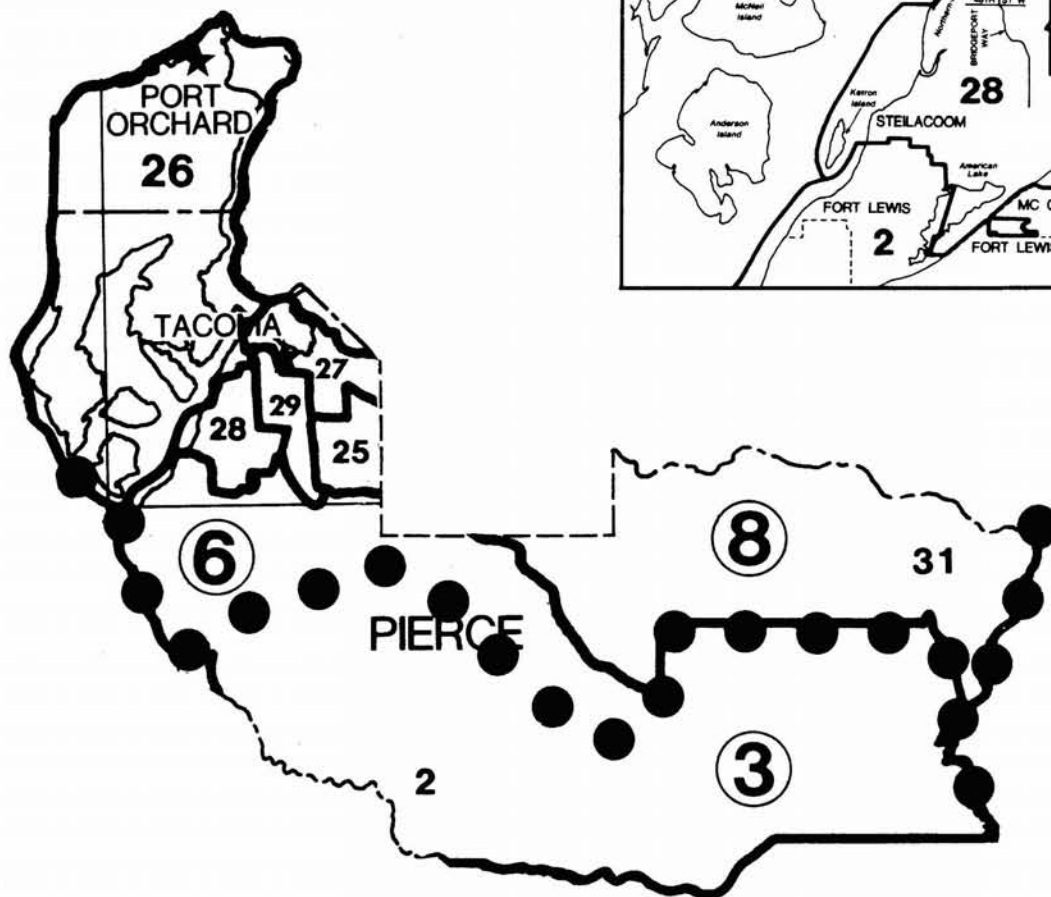 PORT
ORCHARD
26
TACOMA
27
29
28
25
6
8
31
PIERCE
3
2
McNeil
Island
BRIDGEPORT
WAY
28
Ketron
Island
STEILACOOM
Anderson
Island
American
Lake
FORT LEWIS
2
MC
FORT LEWIS